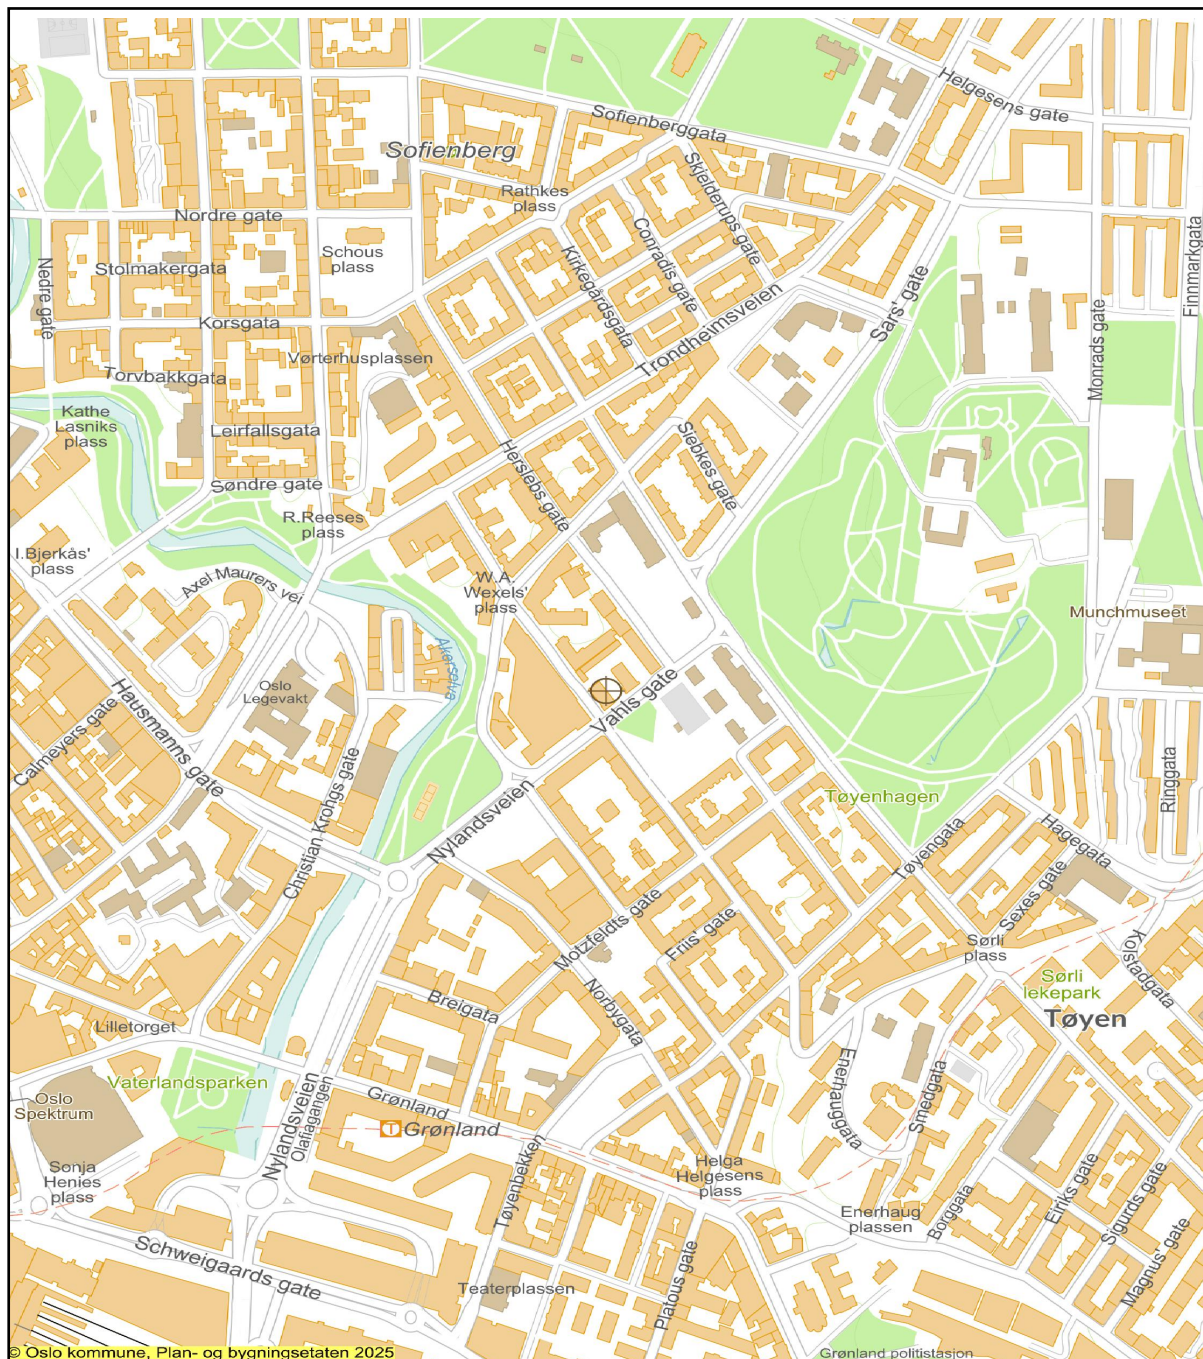 Helgesens gate
Sofienberggata
Sofienberg
Skjelderups gate
Rathkes
plass
Nordre gate
Conradis gate
Finnmarkgata
Schous
plass
Kirkegårdsgata
Stolmakergata
Nedre gate
Sars' gate
Trondheimsveien
Korsgata
Monrads gate
Vørterhusplassen
Torvbakkgata
Kathe
Lasniks
plass
Leirfallsgata
Siebkes gate
Herslebs gate
Søndre gate
R.Reeses
plass
I.Bjerkås'
plass
Axel Maurers vei
W.A.
Wexels'
plass
Munchmuseet
Akerselva
Oslo
Legevakt
Vahls gate
Hausmanns gate
Calmeyers gate
Ringgata
Christian Krohgs gate
Nylandsveien
Tøyenhagen
Hagegata
Tøyengata
Sexes gate
Motzfeldts gate
Friis' gate
Sørli
plass
Kolstadgata
Sørli
lekepark
Tøyen
Norbygata
Breigata
Lilletorget
Enerhauggata
Smedgata
Vaterlandsparken
Oslo
Spektrum
Nylandsveien
Olafiagangen
Grønland
T Grønland
Sonja
Henies
plass
Tøyenbekken
Helga
Helgesens
plass
Enerhaug
plassen
Borggata
Eiriks gate
Sigurds gate
Magnus' gate
Schweigaards gate
Teaterplassen
Platous gate
Grønland politistasjon
© Oslo kommune, Plan- og bygningsetaten 2025